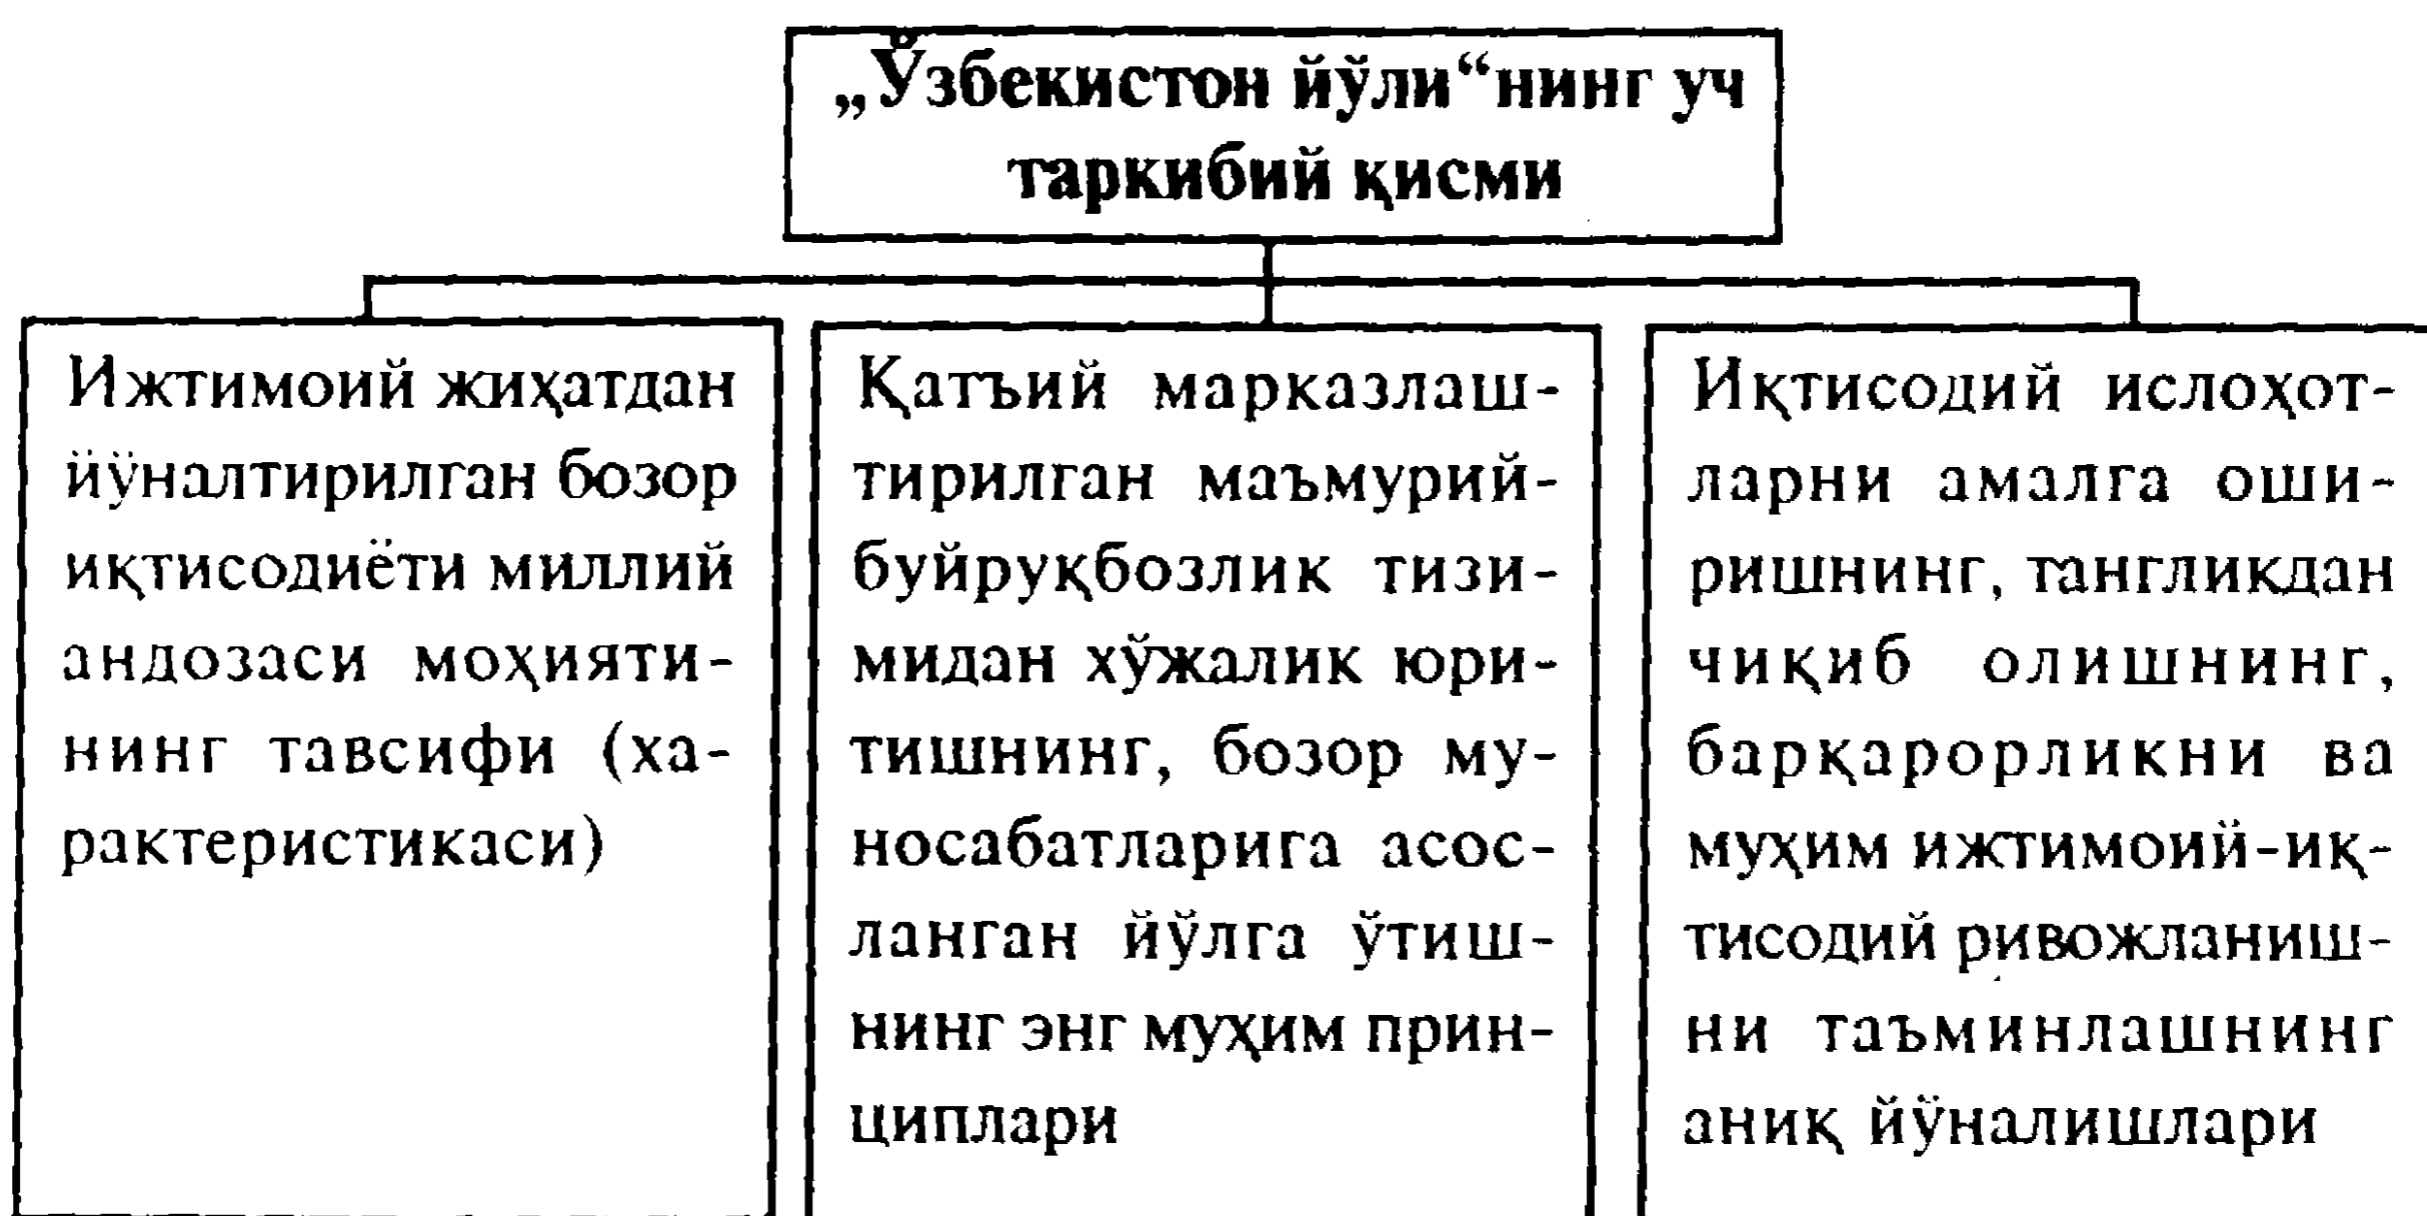 „Ўзбекистон йўли“нинг уч
таркибий қисми
Ижтимоий жиҳатдан
йўналтирилган бозор
иқтисодиёти миллий
андозаси моҳияти-
нинг тавсифи (ха-
рактеристикаси)
Қатъий марказлаш-
тирилган маъмурий-
буйруқбозлик тизи-
мидан хўжалик юри-
тишнинг, бозор му-
носабатларига асос-
ланган йўлга ўтиш-
нинг энг муҳим прин-
циплари
Иқтисодий ислоҳот-
ларни амалга оши-
ришнинг, тангликдан
чиқиб олишнинг,
барқарорликни ва
муҳим ижтимоий-иқ-
тисодий ривожланиш-
ни таъминлашнинг
аниқ йўналишлари